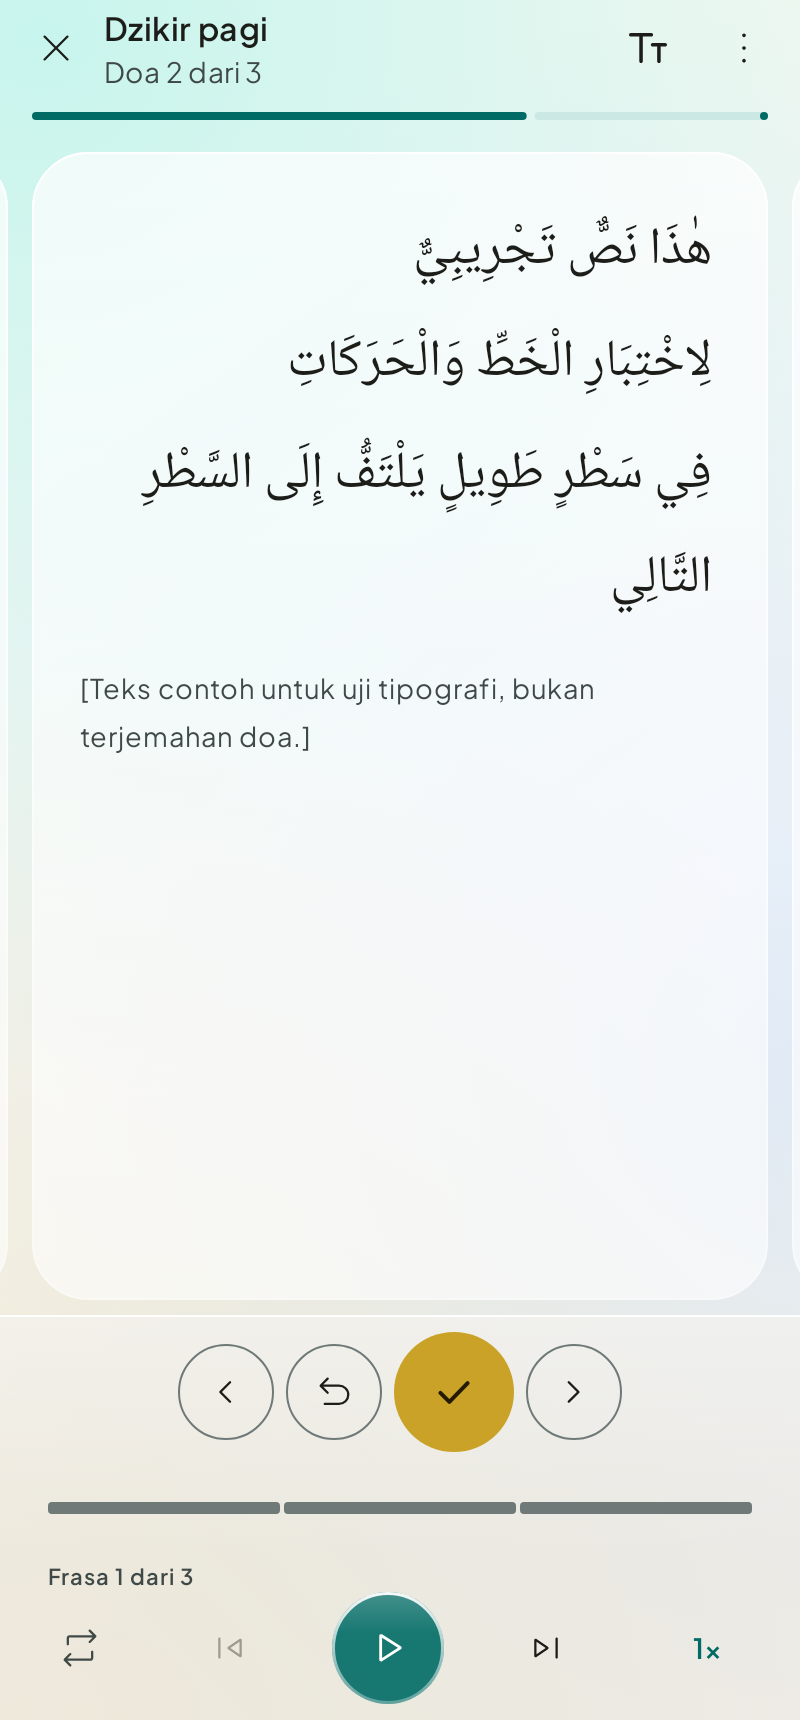 Dzikir pagi
Doa 2 dari 3
Tт
هٰذَا نَصٌّ تَجْرِيبِيٌّ
لِاخْتِبَارِ الْخَطِّ وَالْحَرَكَاتِ
فِي سَطْرٍ طَوِيلٍ يَلْتَفُّ إِلَى السَّطْرِ
التَّالِي
[Teks contoh untuk uji tipografi, bukan
terjemahan doa.]
Frasa 1 dari 3
1×